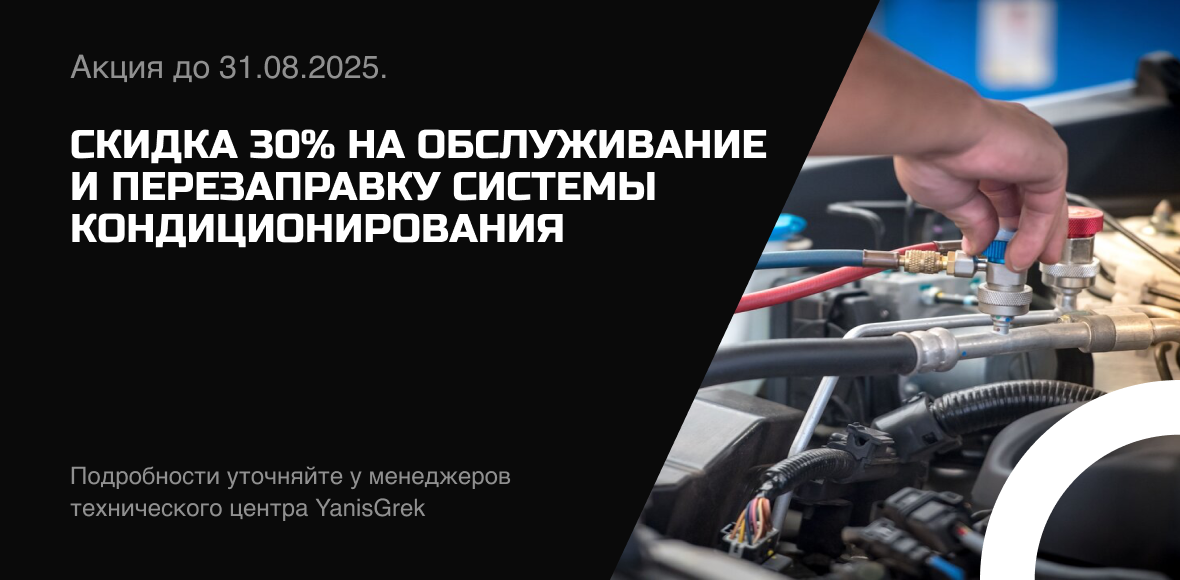 Акция до 31.08.2025.
СКИДКА 30% НА ОБСЛУЖИВАНИЕ
И ПЕРЕЗАПРАВКУ СИСТЕМЫ
КОНДИЦИОНИРОВАНИЯ
Подробности уточняйте у менеджеров
технического центра YanisGrek